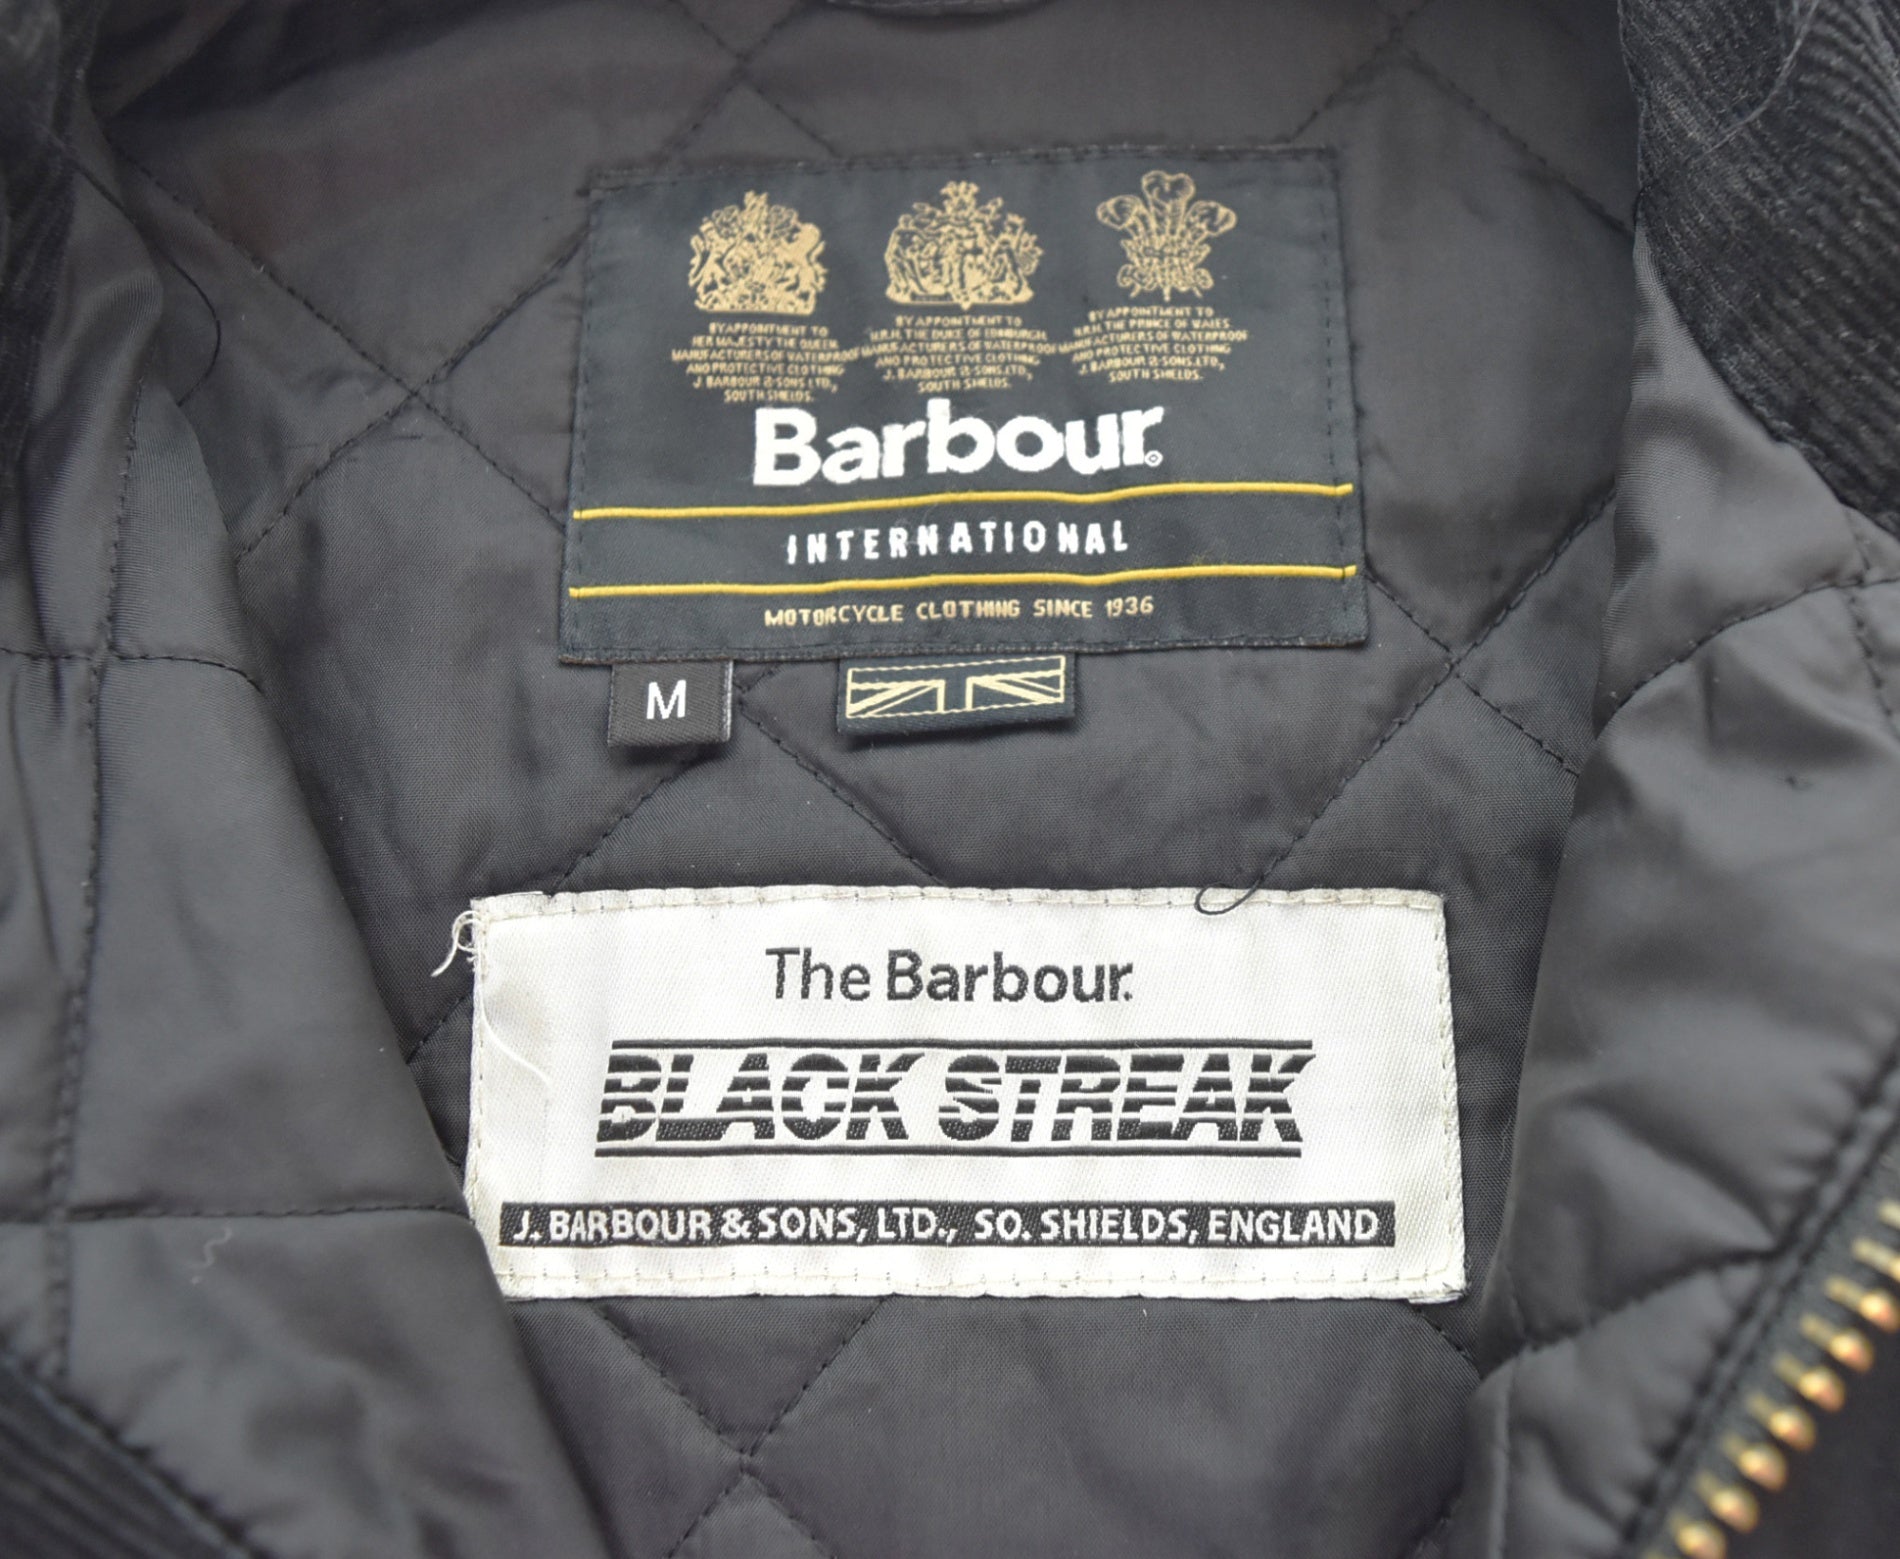 BY APPOINTMENT TO
HER MAJESTY THE QUEEN
MANUFACTURERS OF WATERPROOF
AND PROTECTIVE CLOTHING
J. BARBOUR & SONS LTD.,
SOUTH SHIELDS.
BY APPOINTMENT TO
H.R.H. THE DUKE OF EDINBURGH
MANUFACTURERS OF WATERPROOF
AND PROTECTIVE CLOTHING
J. BARBOUR & SONS LTD.,
SOUTH SHIELDS.
BY APPOINTMENT TO
H.R.H. THE PRINCE OF WALES
MANUFACTURERS OF WATERPROOF
AND PROTECTIVE CLOTHING
J. BARBOUR & SONS LTD.,
SOUTH SHIELDS.
Barbour.
INTERNATIONAL
MOTORCYCLE CLOTHING SINCE 1936
M
The Barbour.
BLACK STREAK
J. BARBOUR & SONS, LTD., SO. SHIELDS, ENGLAND